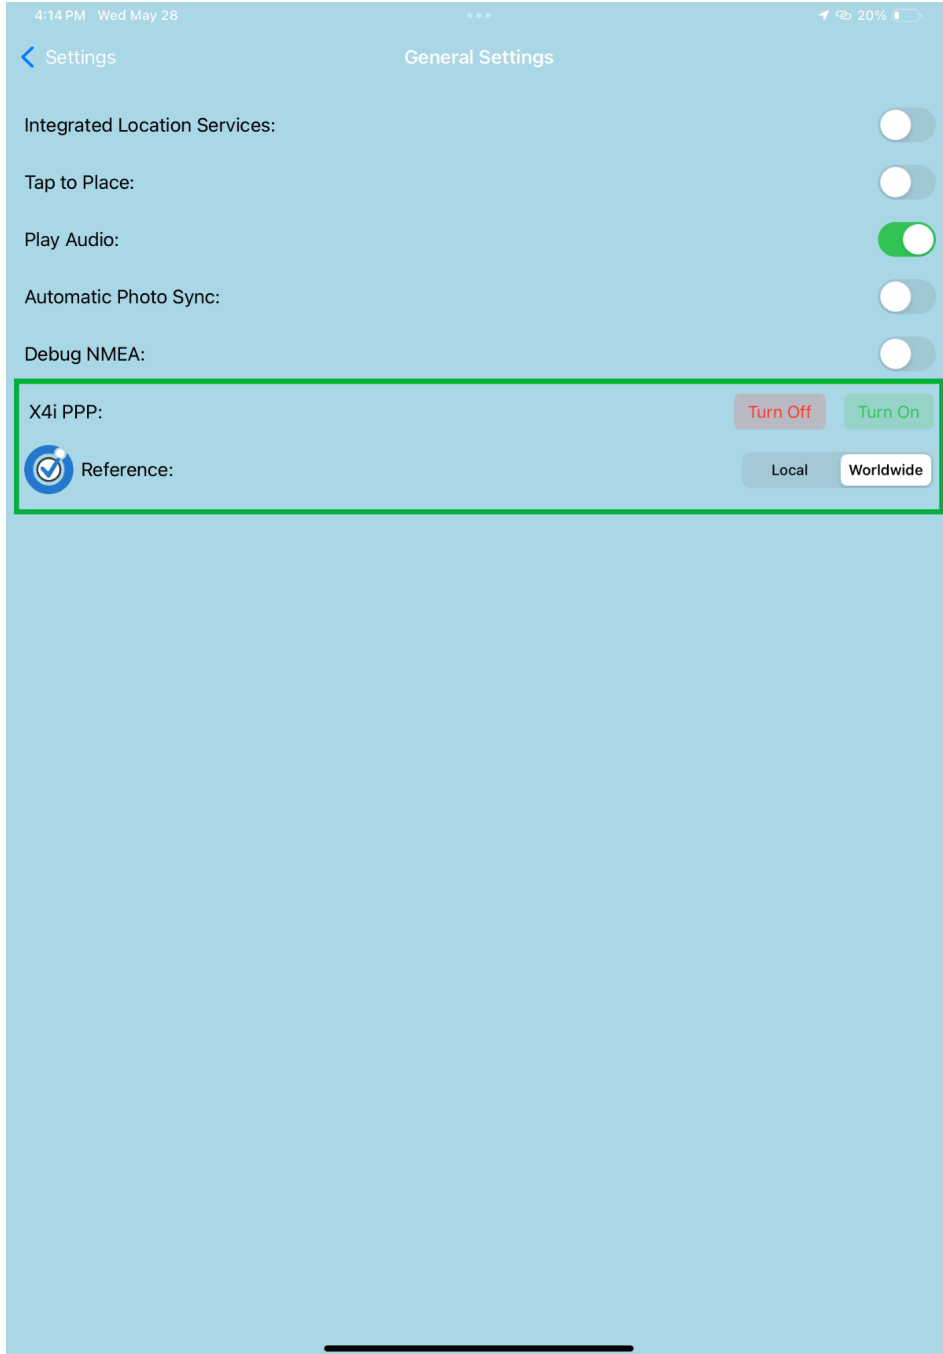 4:14 PM Wed May 28 20%
Settings General Settings
Integrated Location Services:
Tap to Place:
Play Audio:
Automatic Photo Sync:
Debug NMEA:
X4i PPP: Turn Off Turn On
Reference: Local Worldwide